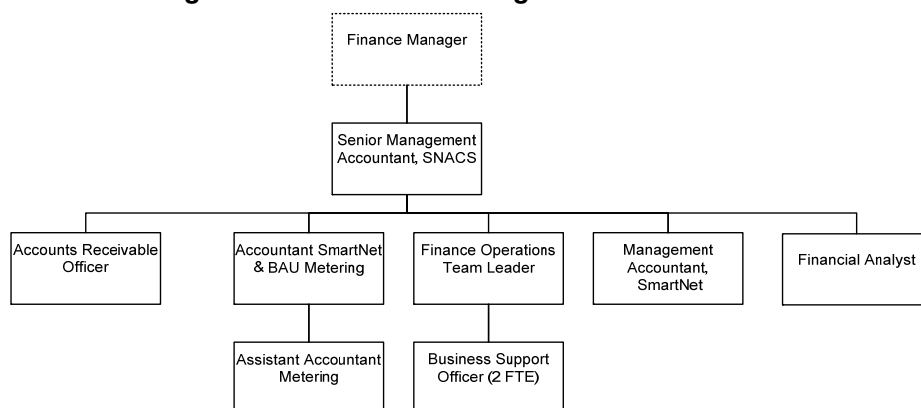 Finance Manager
Senior Management
Accountant, SNACS
Accounts Receivable
Officer
Accountant SmartNet
& BAU Metering
Finance Operations
Team Leader
Management
Accountant,
SmartNet
Financial Analyst
Assistant Accountant
Metering
Business Support
Officer (2 FTE)